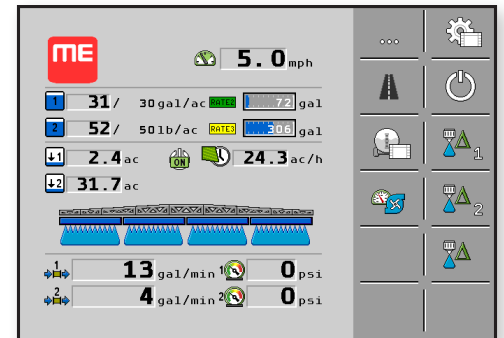 ME
5.0 mph
...
1 31/ 30 gal/ac RATE2 72 gal
2 52/ 50 lb/ac RATE3 306 gal
1 2.4 ac ON 24.3 ac/h
2 31.7 ac
1
2
1 13 gal/min 1 0 psi
2 4 gal/min 2 0 psi